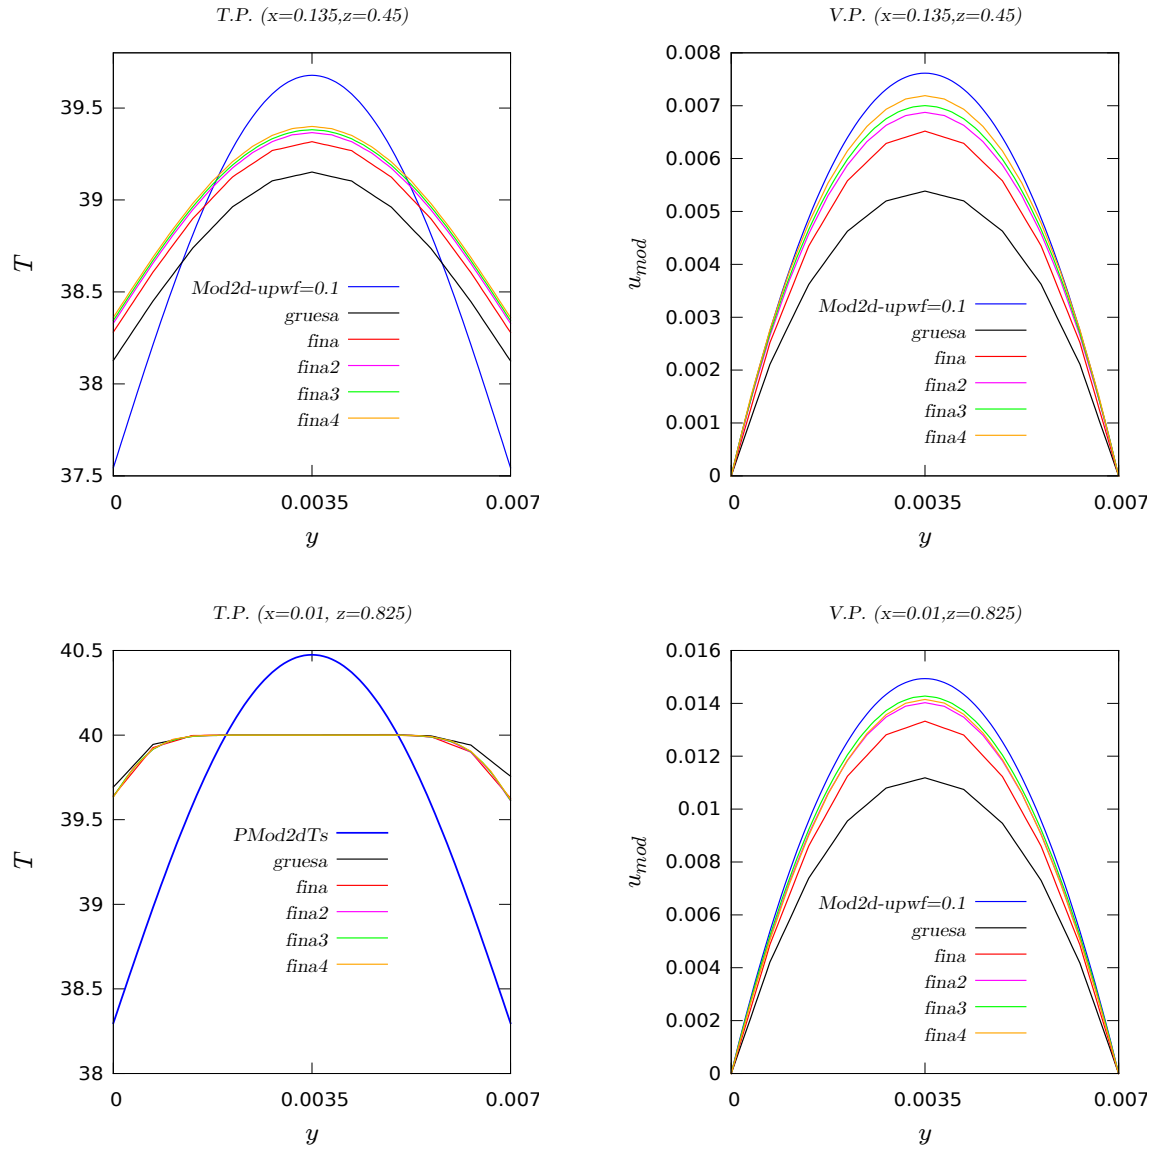 T.P. (x=0.135,z=0.45)
39.5
39
38.5
38
37.5
T
Mod2d-upwf=0.1
gruesa
fina
fina2
fina3
fina4
0
0.0035
0.007
y
V.P. (x=0.135,z=0.45)
0.008
0.007
0.006
0.005
0.004
0.003
0.002
0.001
0
u_mod
Mod2d-upwf=0.1
gruesa
fina
fina2
fina3
fina4
0
0.0035
0.007
y
T.P. (x=0.01, z=0.825)
40.5
40
39.5
39
38.5
38
T
PMod2dTs
gruesa
fina
fina2
fina3
fina4
0
0.0035
0.007
y
V.P. (x=0.01,z=0.825)
0.016
0.014
0.012
0.01
0.008
0.006
0.004
0.002
0
u_mod
Mod2d-upwf=0.1
gruesa
fina
fina2
fina3
fina4
0
0.0035
0.007
y